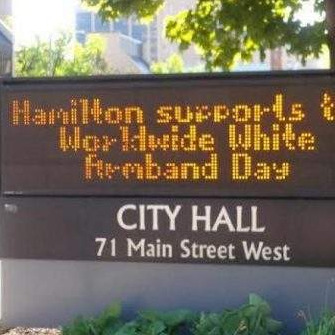 Hamilton supports t
Worldwide White
Armband Day
CITY HALL
71 Main Street West